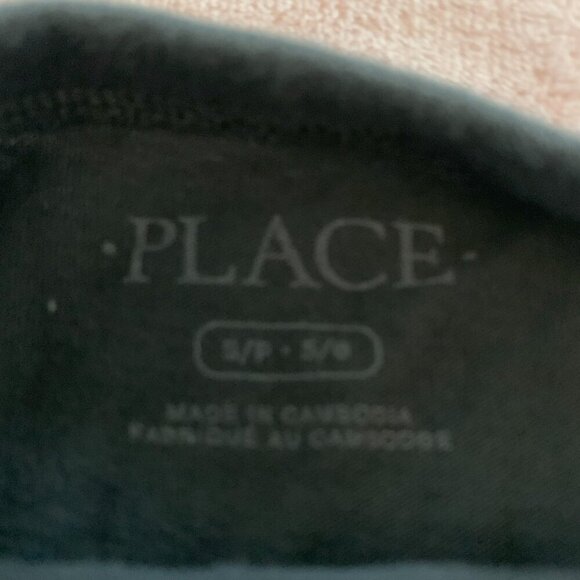 ·PLACE·
S/P · 5/6
MADE IN CAMBODIA
FABRIQUÉ AU CAMBODGE